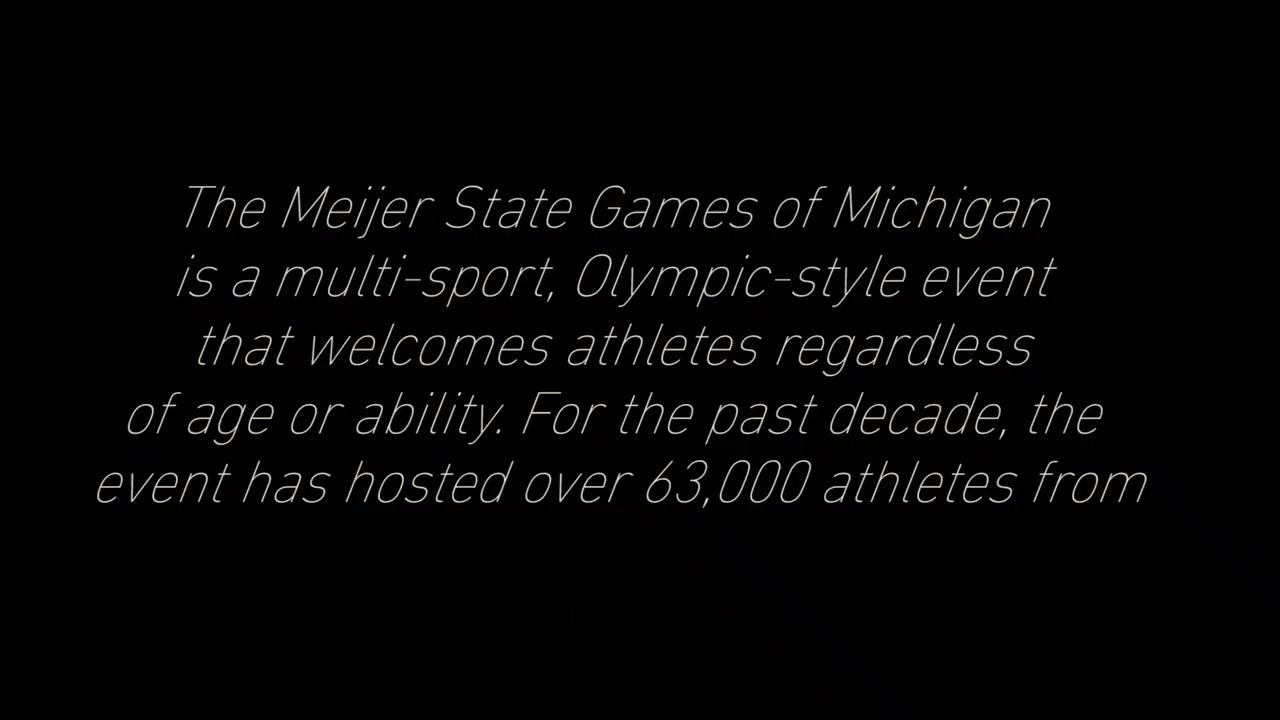 The Meijer State Games of Michigan
is a multi-sport, Olympic-style event
that welcomes athletes regardless
of age or ability. For the past decade, the
event has hosted over 63,000 athletes from